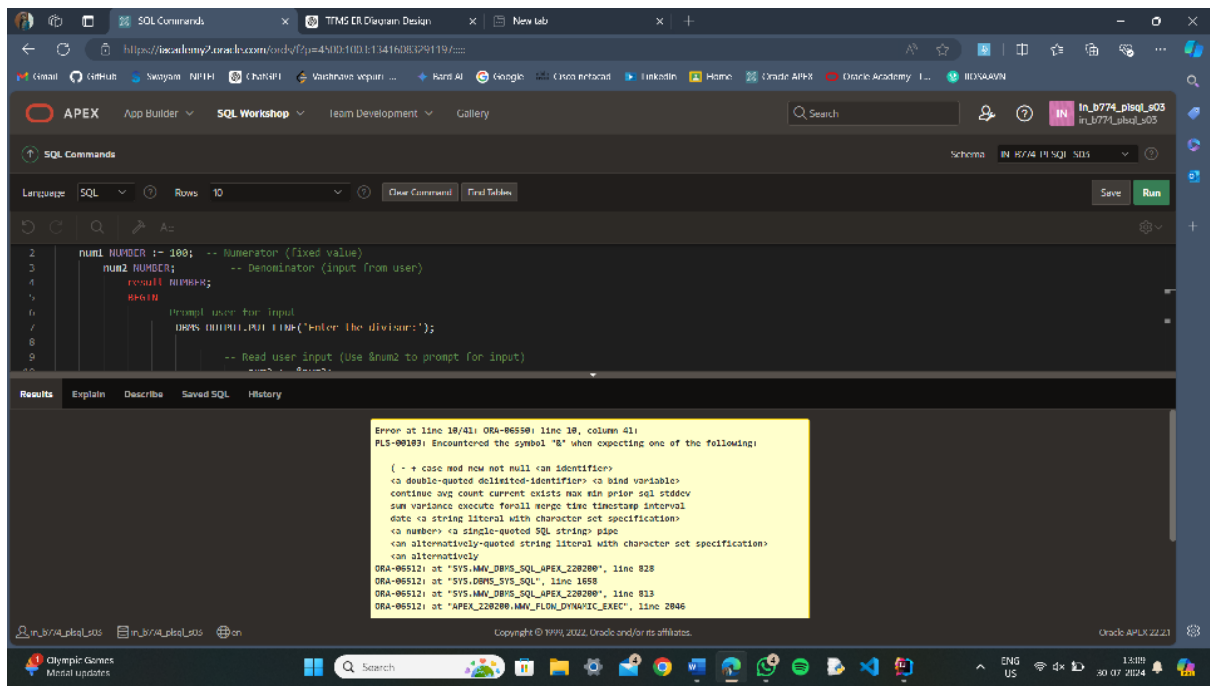 SQL Commands
TFMS ER Diagram Design
New tab
https://iacademy2.oracle.com/ords/f?p=4500:1003:1341608329119/:::::
Gmail
GitHub
Swayam NPTEL
ChatGPT
Vaishnave vepuri ...
Bard AI
Google
Cisco netacad
LinkedIn
Home
Oracle APEX
Oracle Academy
JIOSAAVN
APEX
App Builder
SQL Workshop
Team Development
Gallery
Search
IN
in_b774_plsql_s03
in_b774_plsql_s03
SQL Commands
Schema IN_B774_PLSQL_S03
Language SQL
Rows 10
Clear Command
Find Tables
Save
Run
2 num1 NUMBER := 100; -- Numerator (fixed value)
3 num2 NUMBER; -- Denominator (input from user)
4 result NUMBER;
5 BEGIN
6 Prompt user for input
7 DBMS_OUTPUT.PUT_LINE('Enter the divisor:');
8
9 -- Read user input (Use &num2 to prompt for input)
Results
Explain
Describe
Saved SQL
History
Error at line 10/41: ORA-06550: line 10, column 41:
PLS-00103: Encountered the symbol "&" when expecting one of the following:
( - + case mod new not null <an identifier>
<a double-quoted delimited-identifier> <a bind variable>
continue avg count current exists max min prior sql stddev
sum variance execute forall merge time timestamp interval
date <a string literal with character set specification>
<a number> <a single-quoted SQL string> pipe
<an alternatively-quoted string literal with character set specification>
<an alternatively
ORA-06512: at "SYS.WWV_DBMS_SQL_APEX_220200", line 828
ORA-06512: at "SYS.DBMS_SYS_SQL", line 1658
ORA-06512: at "SYS.WWV_DBMS_SQL_APEX_220200", line 813
ORA-06512: at "APEX_220200.WWV_FLOW_DYNAMIC_EXEC", line 2046
in_b774_plsql_s03
in_b774_plsql_s03
en
Copyright © 1999, 2022, Oracle and/or its affiliates.
Oracle APEX 22.2.1
Olympic Games
Medal updates
Search
ENG
US
13:09
30-07-2024